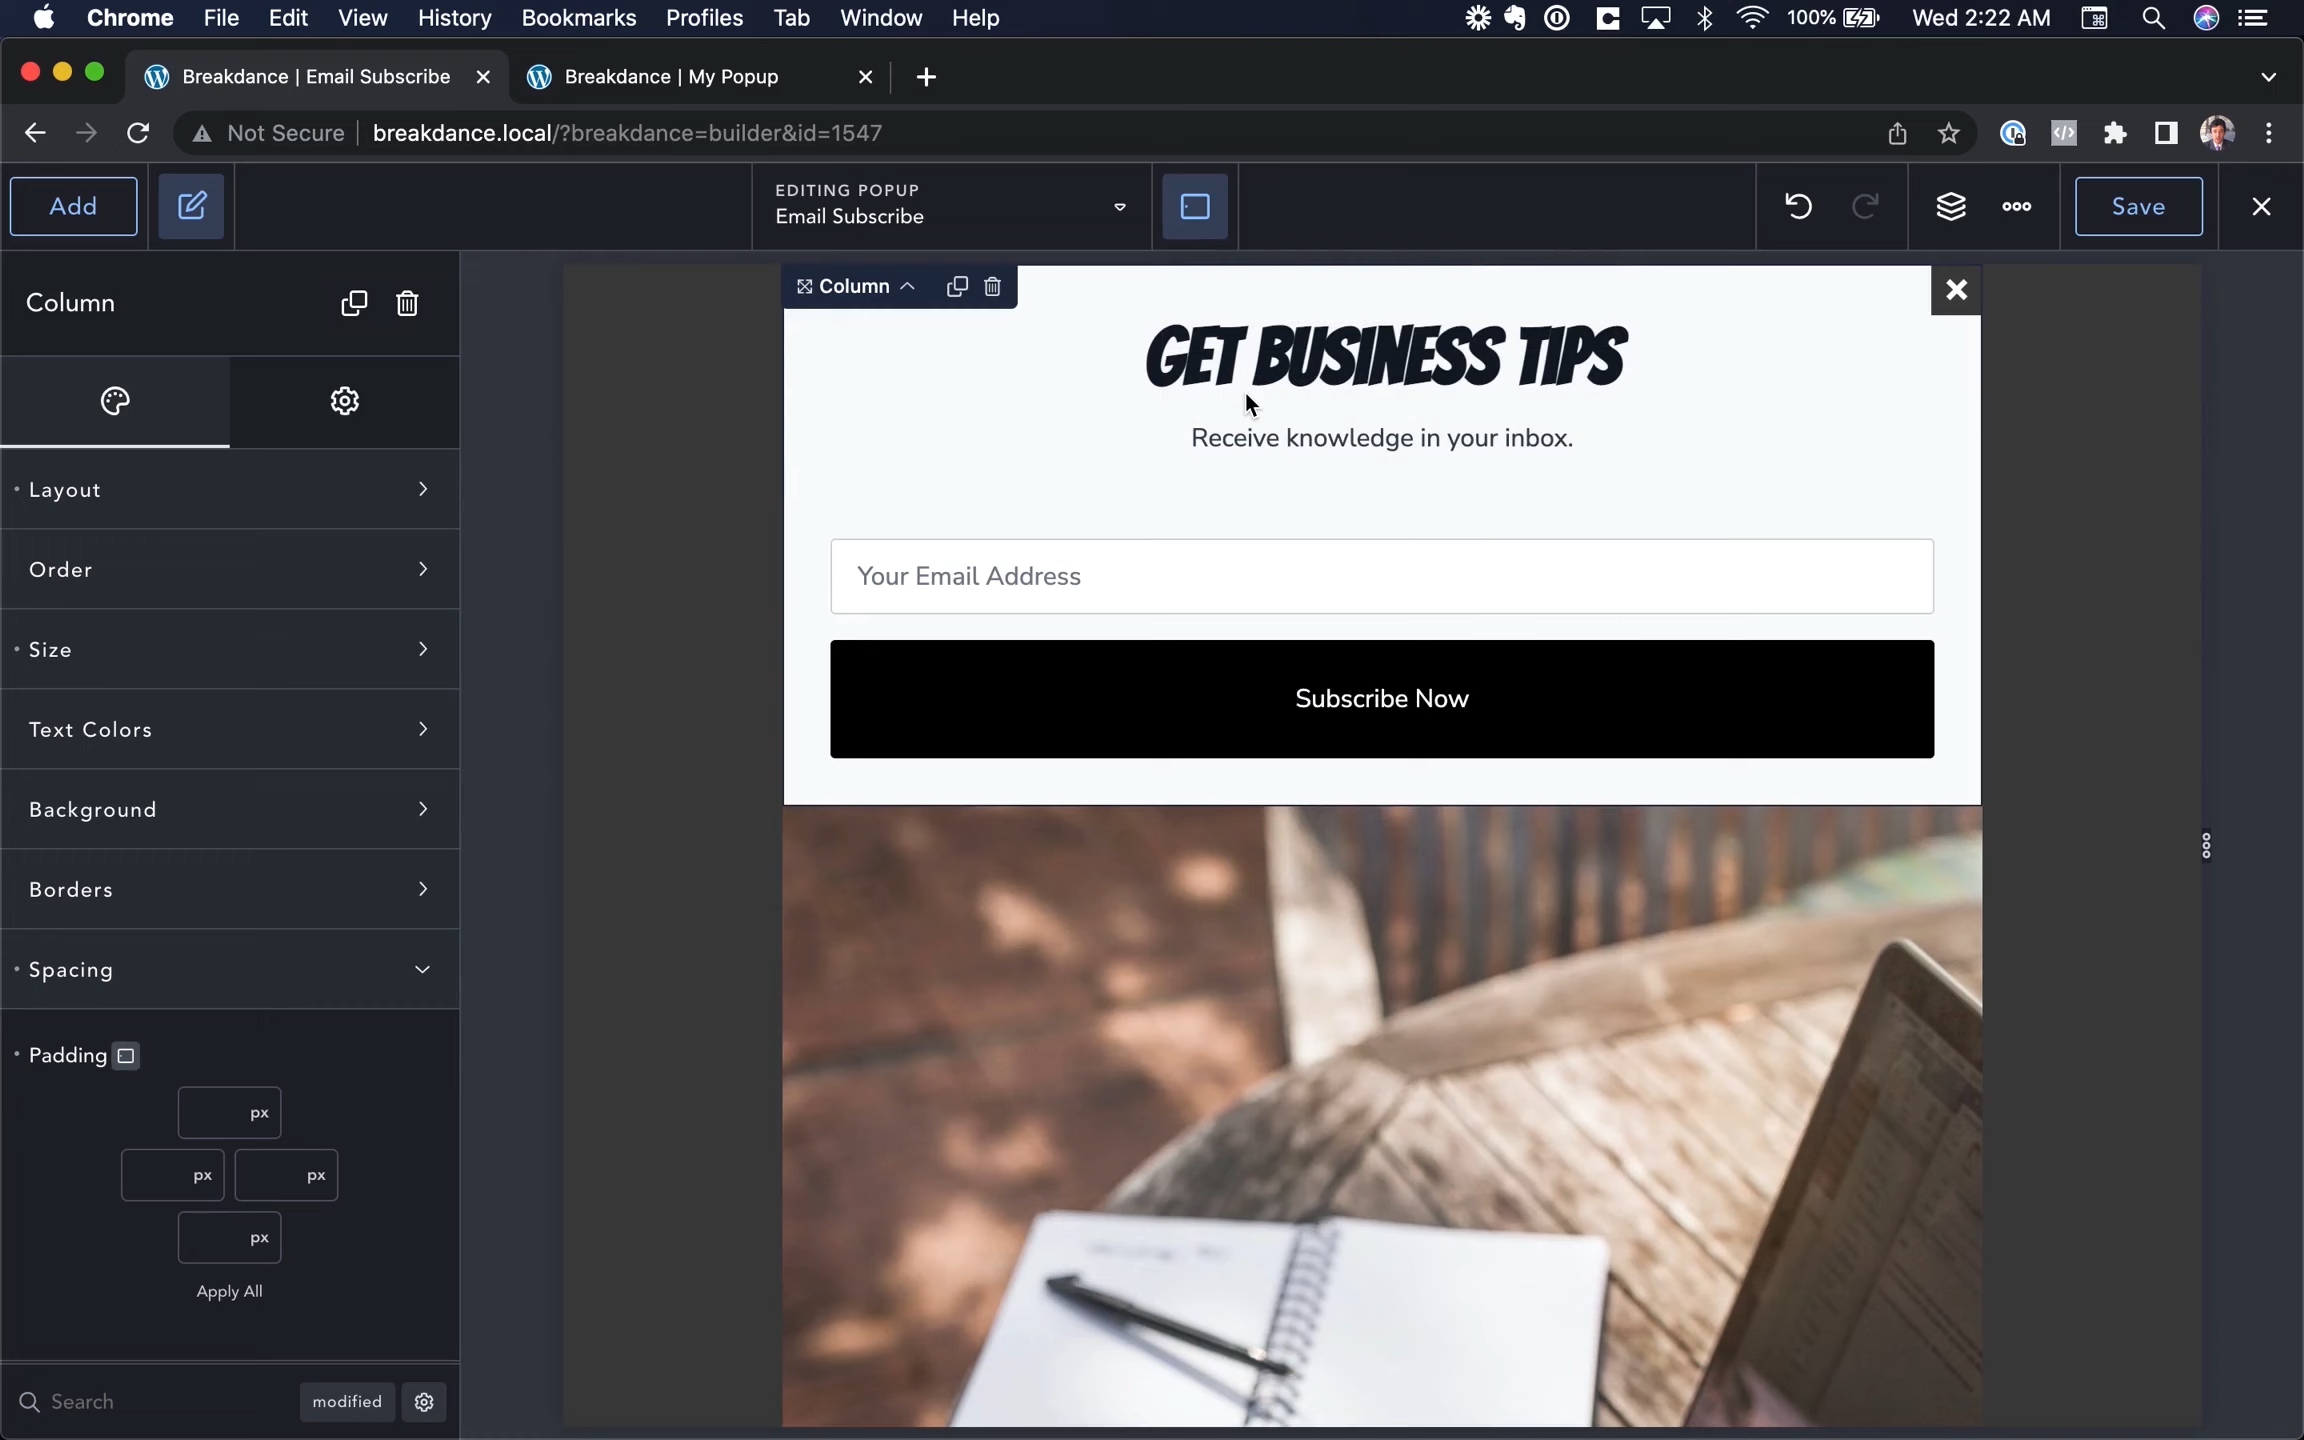 Chrome File Edit View History Bookmarks Profiles Tab Window Help 100% Wed 2:22 AM
Breakdance | Email Subscribe Breakdance | My Popup
Not Secure breakdance.local/?breakdance=builder&id=1547
Add EDITING POPUP Save
Email Subscribe
Column
Column
GET BUSINESS TIPS
Receive knowledge in your inbox.
Your Email Address
Subscribe Now
Layout
Order
Size
Text Colors
Background
Borders
Spacing
Padding
px
px px
px
Apply All
Search modified